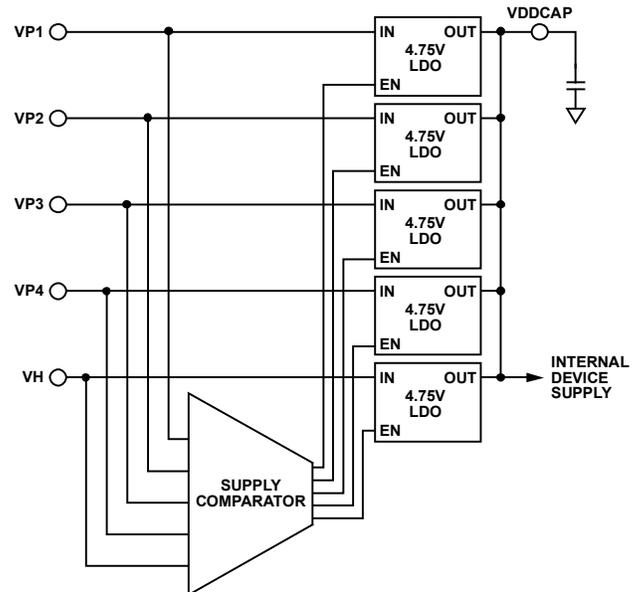 VP1
IN
OUT
4.75V
LDO
EN
VDDCAP
VP2
IN
OUT
4.75V
LDO
EN
VP3
IN
OUT
4.75V
LDO
EN
VP4
IN
OUT
4.75V
LDO
EN
VH
IN
OUT
4.75V
LDO
EN
INTERNAL
DEVICE
SUPPLY
SUPPLY
COMPARATOR